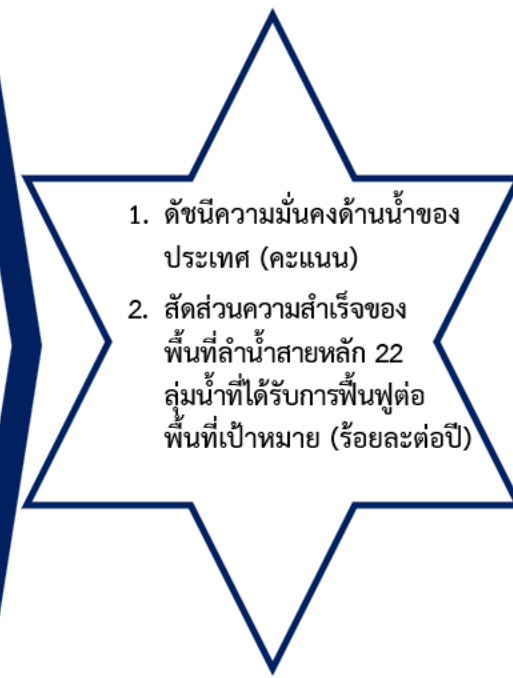 1. ดัชนีความมั่นคงด้านน้ำของ
ประเทศ (คะแนน)
2. สัดส่วนความสำเร็จของ
พื้นที่ลำน้ำสายหลัก 22
ลุ่มน้ำที่ได้รับการฟื้นฟูต่อ
พื้นที่เป้าหมาย (ร้อยละต่อปี)